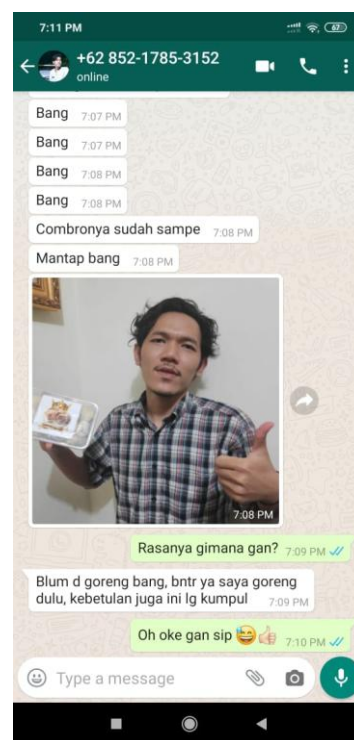 7:11 PM
67
+62 852-1785-3152
online
Bang 7:07 PM
Bang 7:07 PM
Bang 7:08 PM
Bang 7:08 PM
Combronya sudah sampe 7:08 PM
Mantap bang 7:08 PM
7:08 PM
Rasanya gimana gan? 7:09 PM
Blum d goreng bang, bntr ya saya goreng
dulu, kebetulan juga ini lg kumpul 7:09 PM
Oh oke gan sip 😅👍🏻 7:10 PM
Type a message